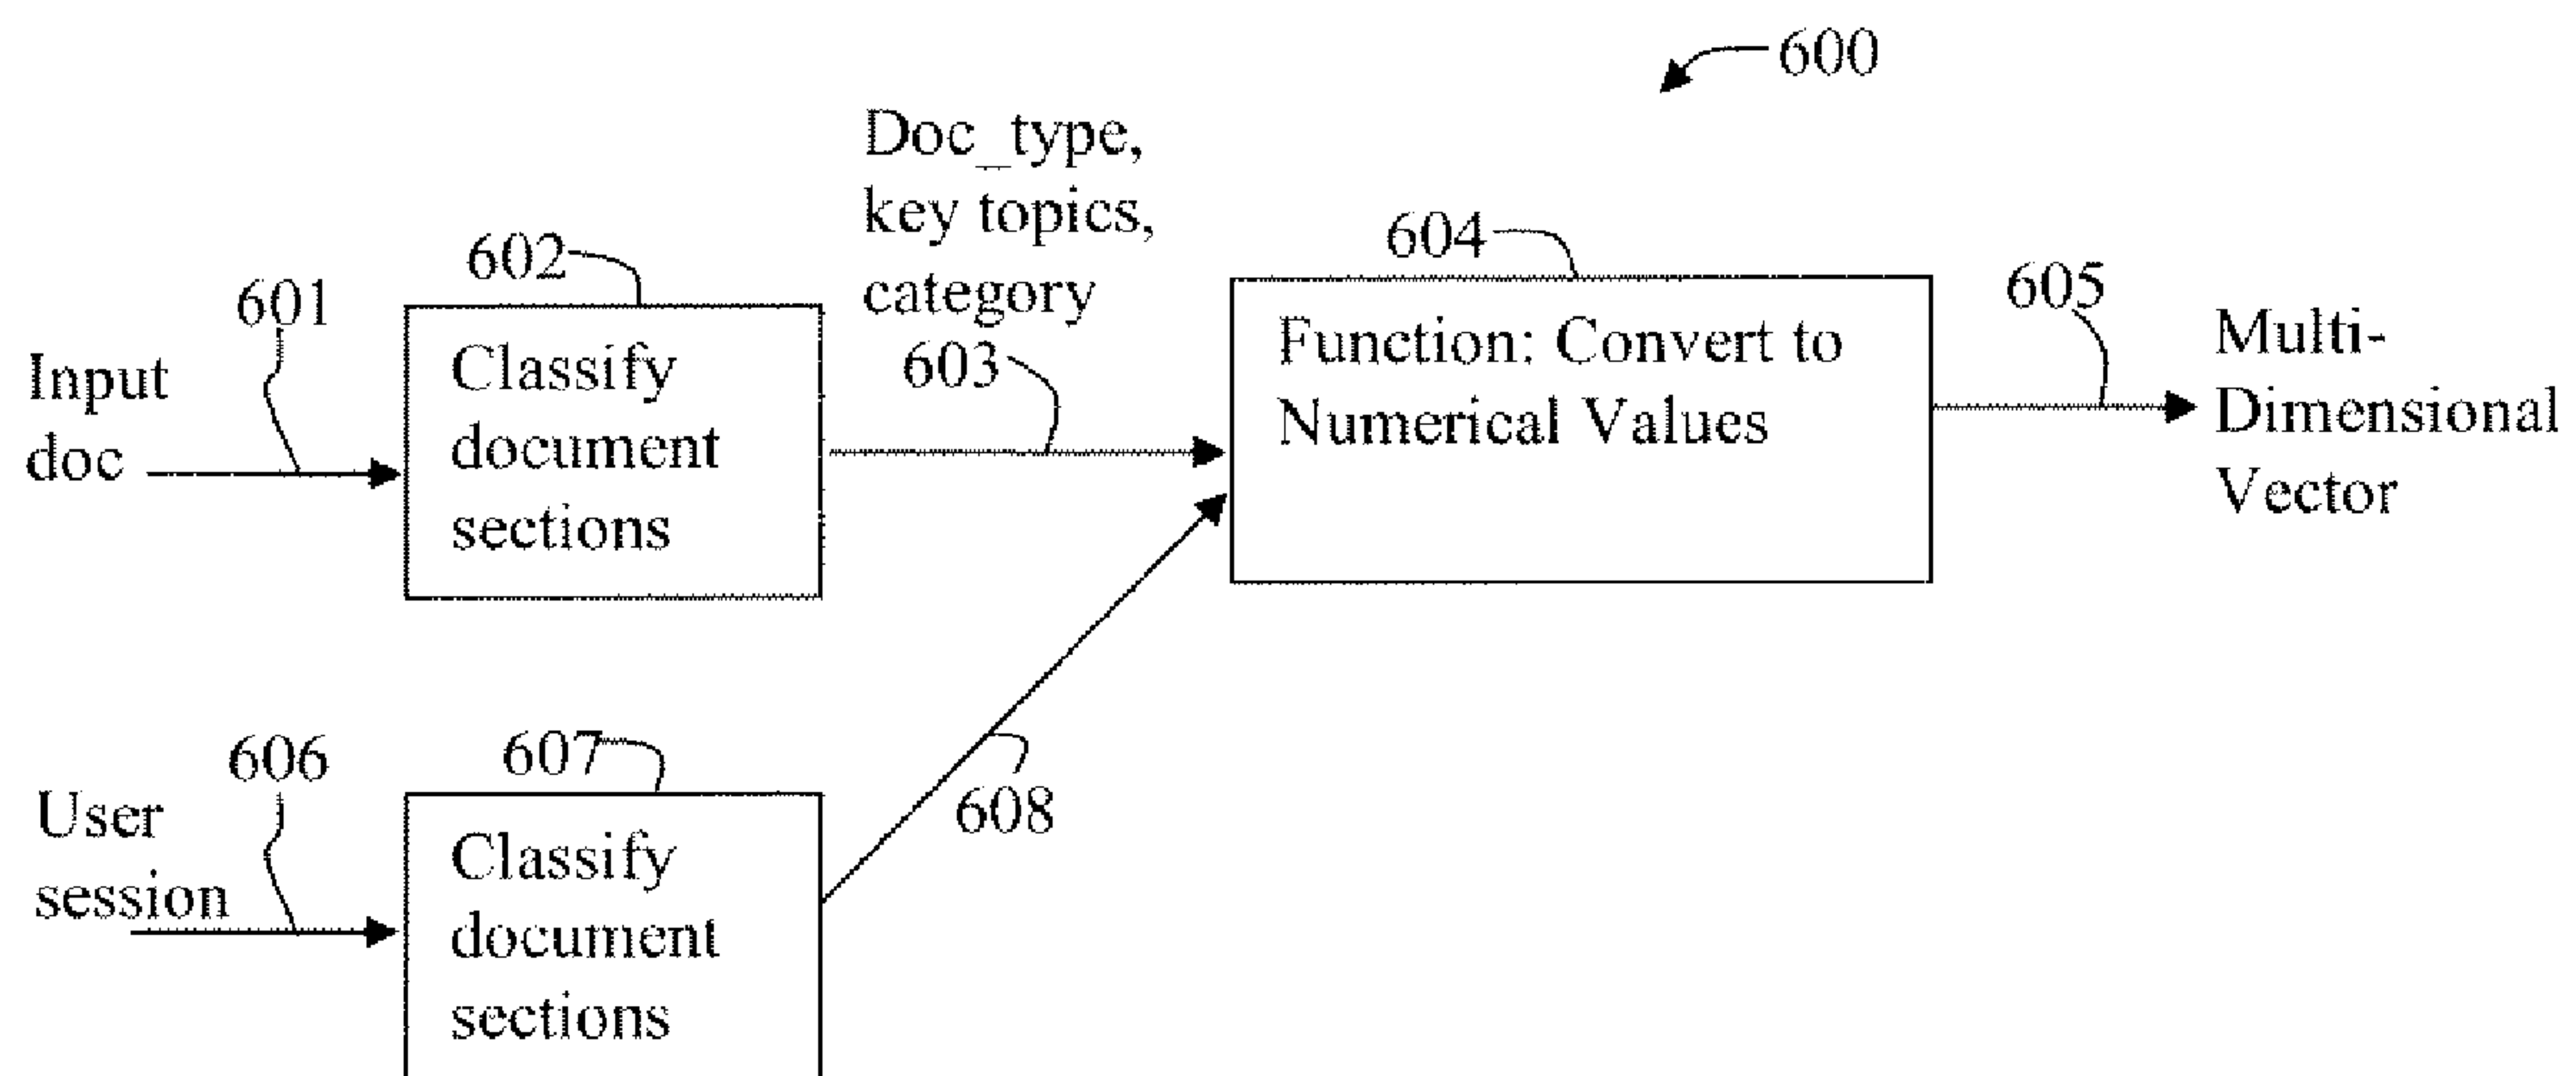 600
Doc_type,
key topics,
category
603
602
601
Input
doc
Classify
document
sections
604
Function: Convert to
Numerical Values
605
Multi-
Dimensional
Vector
606
User
session
607
Classify
document
sections
608